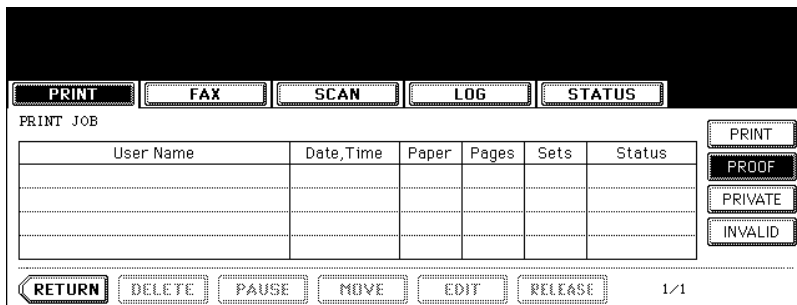 PRINT FAX SCAN LOG STATUS
PRINT JOB
PRINT
User Name Date,Time Paper Pages Sets Status
PROOF
PRIVATE
INVALID
RETURN DELETE PAUSE MOVE EDIT RELEASE 1/1